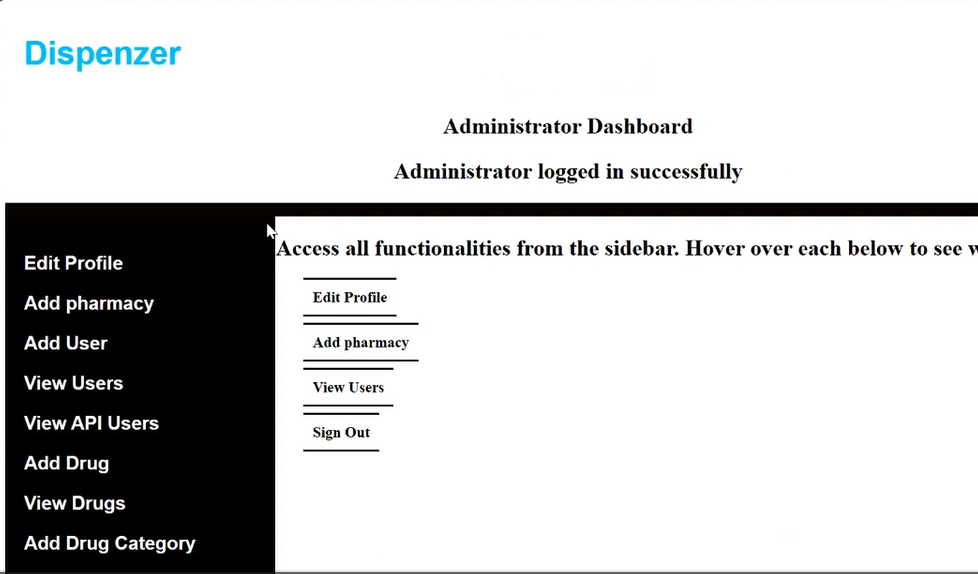 Dispenzer
Administrator Dashboard
Administrator logged in successfully
Access all functionalities from the sidebar. Hover over each below to see
Edit Profile
Add pharmacy
Add User
View Users
View API Users
Add Drug
View Drugs
Add Drug Category
Edit Profile
Add pharmacy
View Users
Sign Out